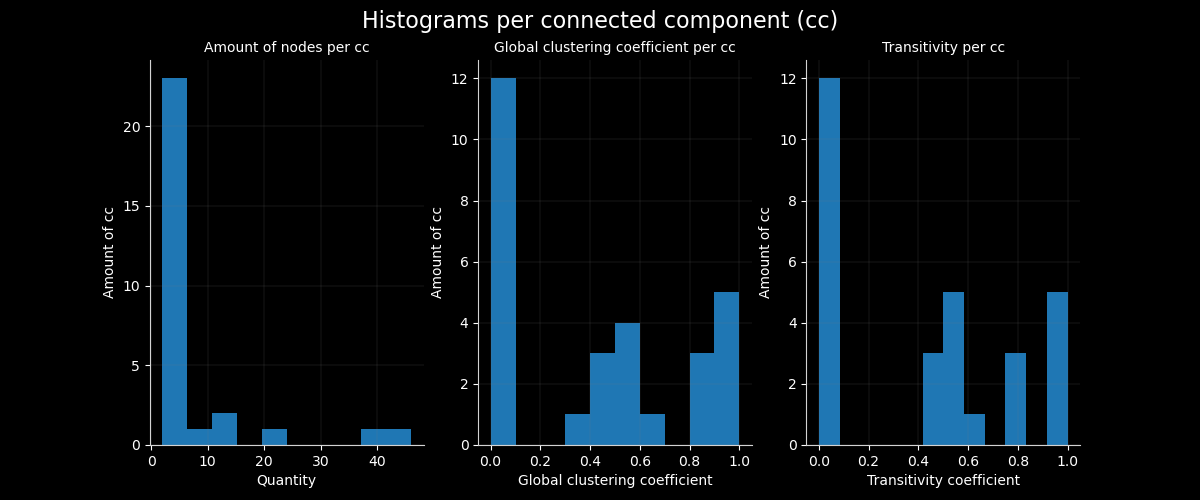 Histograms per connected component (cc)
Amount of nodes per cc
Global clustering coefficient per cc
Transitivity per cc
Amount of cc
20
15
10
5
0
0 10 20 30 40
Quantity
Amount of cc
12
10
8
6
4
2
0
0.0 0.2 0.4 0.6 0.8 1.0
Global clustering coefficient
Amount of cc
12
10
8
6
4
2
0
0.0 0.2 0.4 0.6 0.8 1.0
Transitivity coefficient